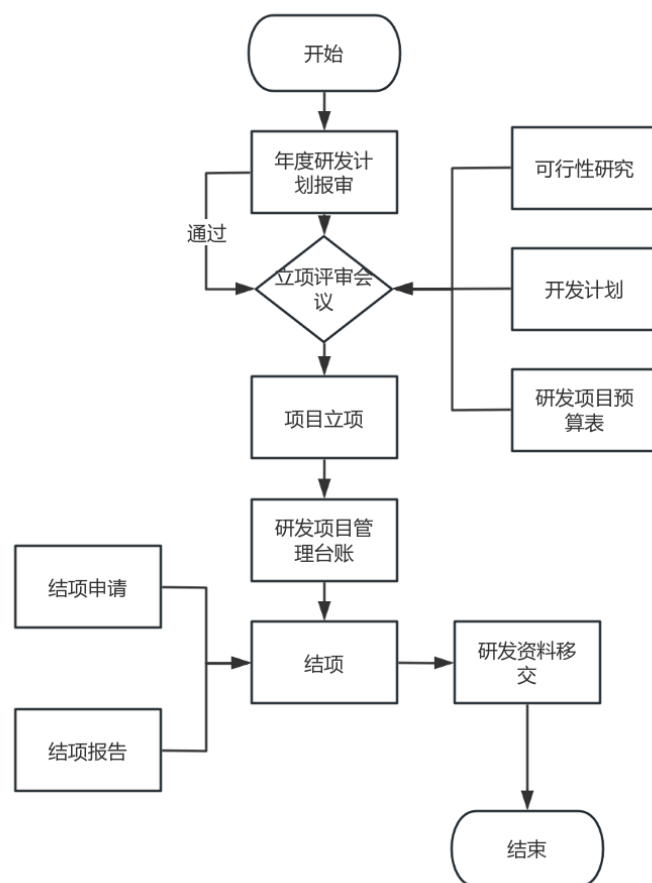 开始
年度研发计
划报审
可行性研究
通过
立项评审会
议
开发计划
项目立项
研发项目预
算表
研发项目管
理台账
结项申请
结项
研发资料移
交
结项报告
结束